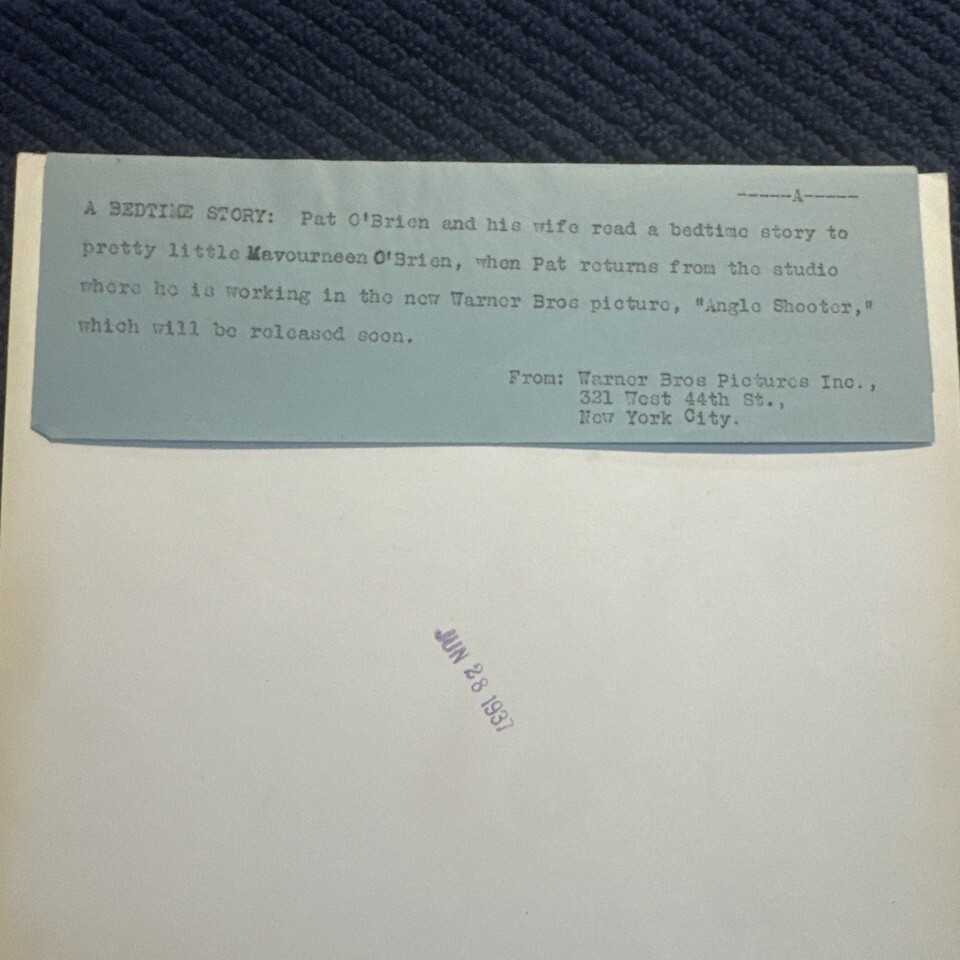 -----A-----
A BEDTIME STORY: Pat O'Brien and his wife read a bedtime story to
pretty little Mavourneen O'Brien, when Pat returns from the studio
where he is working in the new Warner Bros picture, "Angle Shooter,"
which will be released soon.
From: Warner Bros Pictures Inc.,
321 West 44th St.,
New York City.
JUN 28 1937